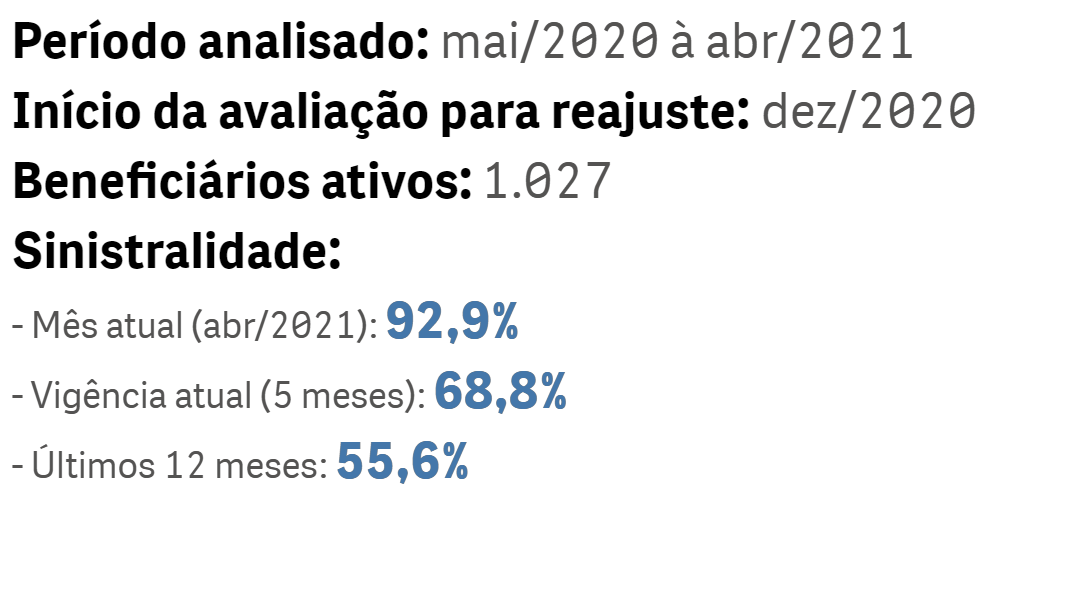 Período analisado: mai/2020 à abr/2021
Início da avaliação para reajuste: dez/2020
Beneficiários ativos: 1.027
Sinistralidade:
- Mês atual (abr/2021): 92,9%
- Vigência atual (5 meses): 68,8%
- Últimos 12 meses: 55,6%